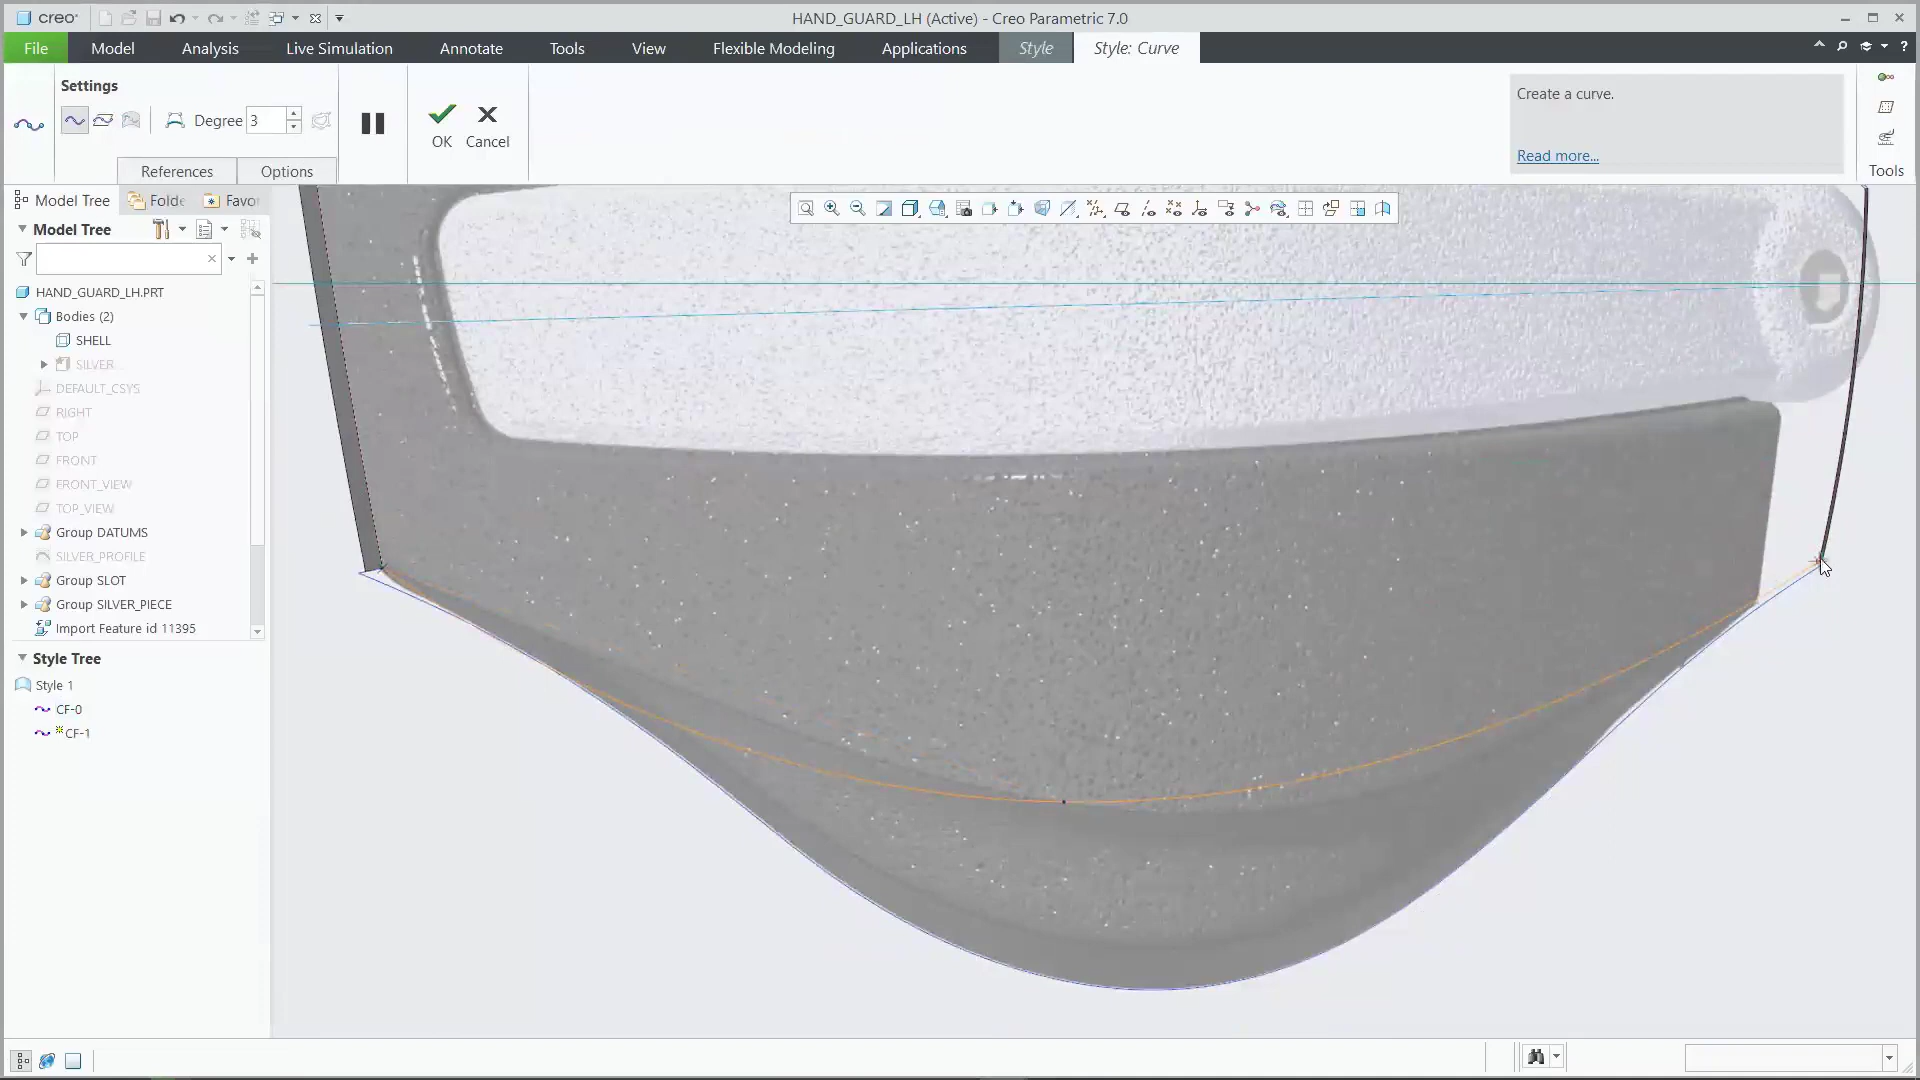 creo
HAND_GUARD_LH (Active) - Creo Parametric 7.0
File
Model
Analysis
Live Simulation
Annotate
Tools
View
Flexible Modeling
Applications
Style
Style: Curve
Settings
Degree 3
OK
Cancel
References
Options
Create a curve.
Read more...
Tools
Model Tree
Folde
Favo
Model Tree
HAND_GUARD_LH.PRT
Bodies (2)
SHELL
SILVER
DEFAULT_CSYS
RIGHT
TOP
FRONT
FRONT_VIEW
TOP_VIEW
Group DATUMS
SILVER_PROFILE
Group SLOT
Group SILVER_PIECE
Import Feature id 11395
Style Tree
Style 1
CF-0
CF-1